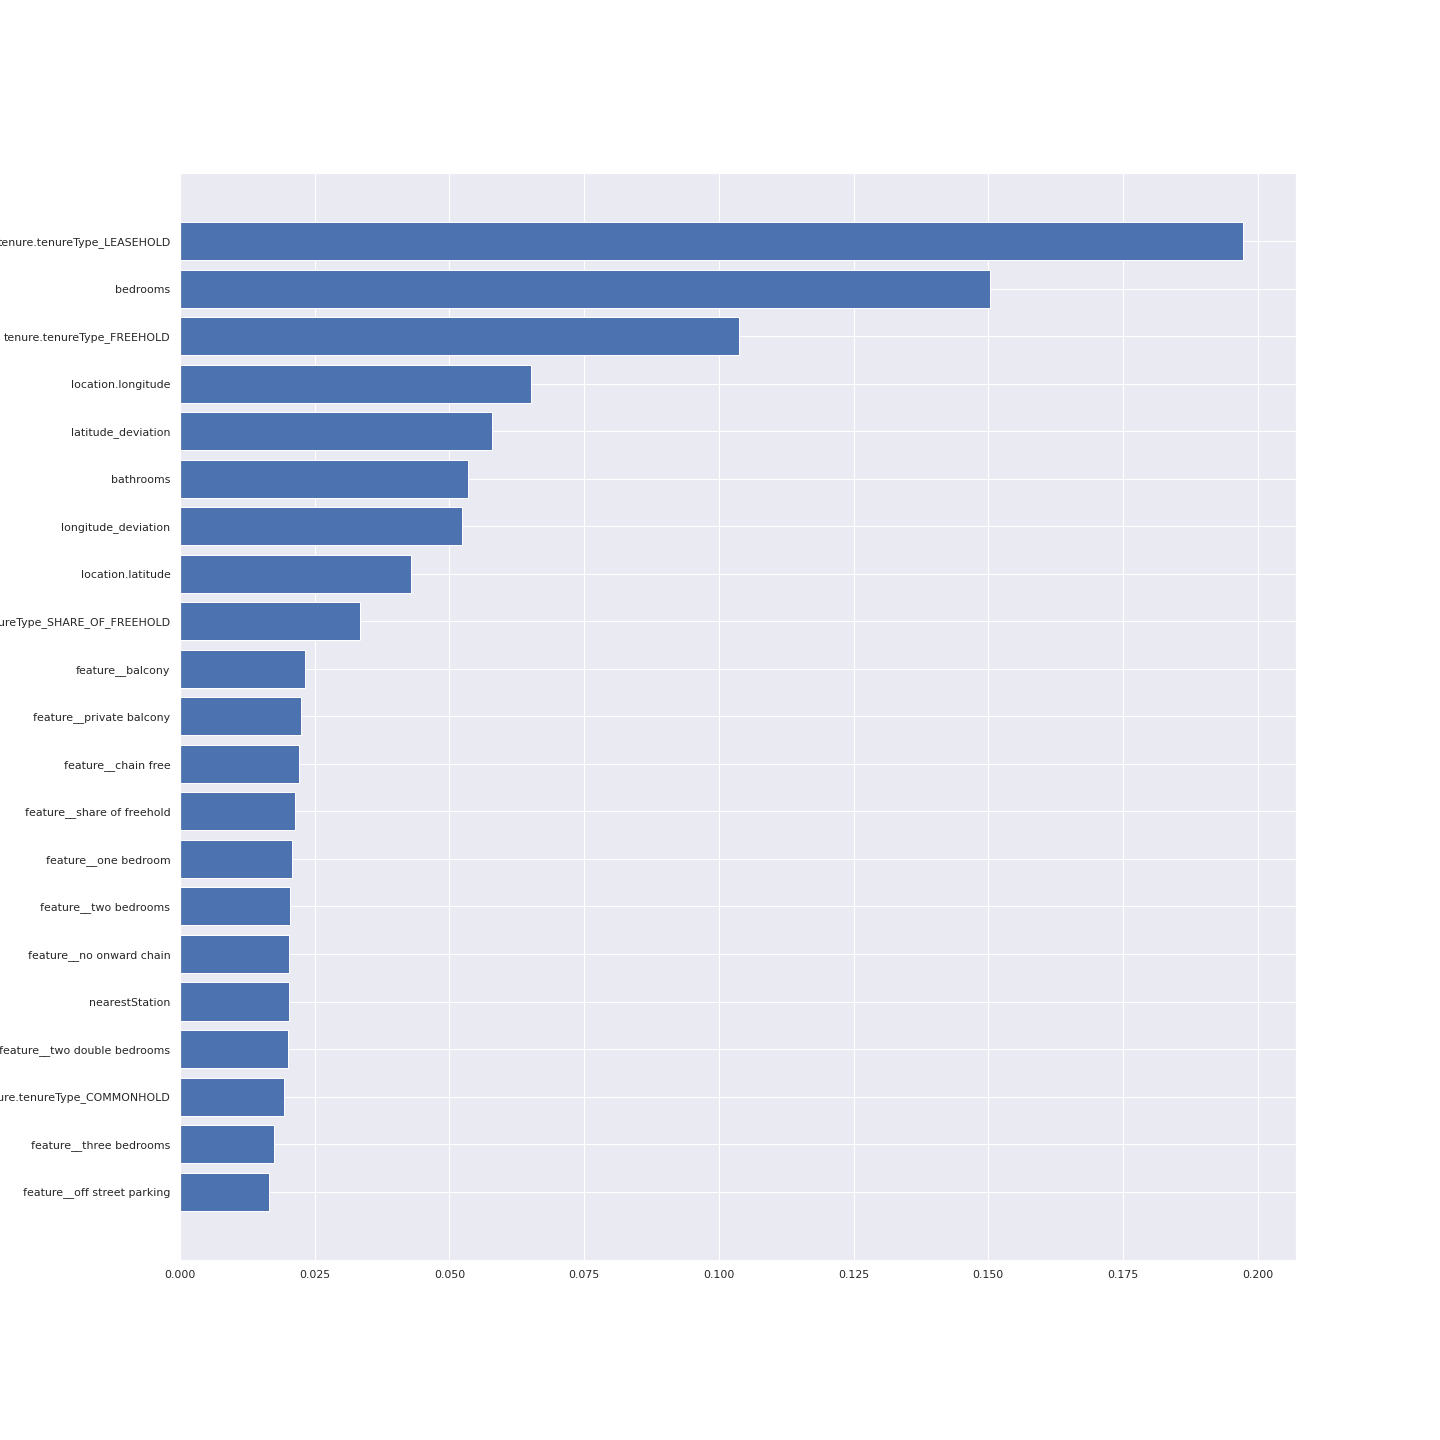 tenure.tenureType_LEASEHOLD
bedrooms
tenure.tenureType_FREEHOLD
location.longitude
latitude_deviation
bathrooms
longitude_deviation
location.latitude
ureType_SHARE_OF_FREEHOLD
feature__balcony
feature__private balcony
feature__chain free
feature__share of freehold
feature__one bedroom
feature__two bedrooms
feature__no onward chain
nearestStation
feature__two double bedrooms
ure.tenureType_COMMONHOLD
feature__three bedrooms
feature__off street parking
0.000 0.025 0.050 0.075 0.100 0.125 0.150 0.175 0.200